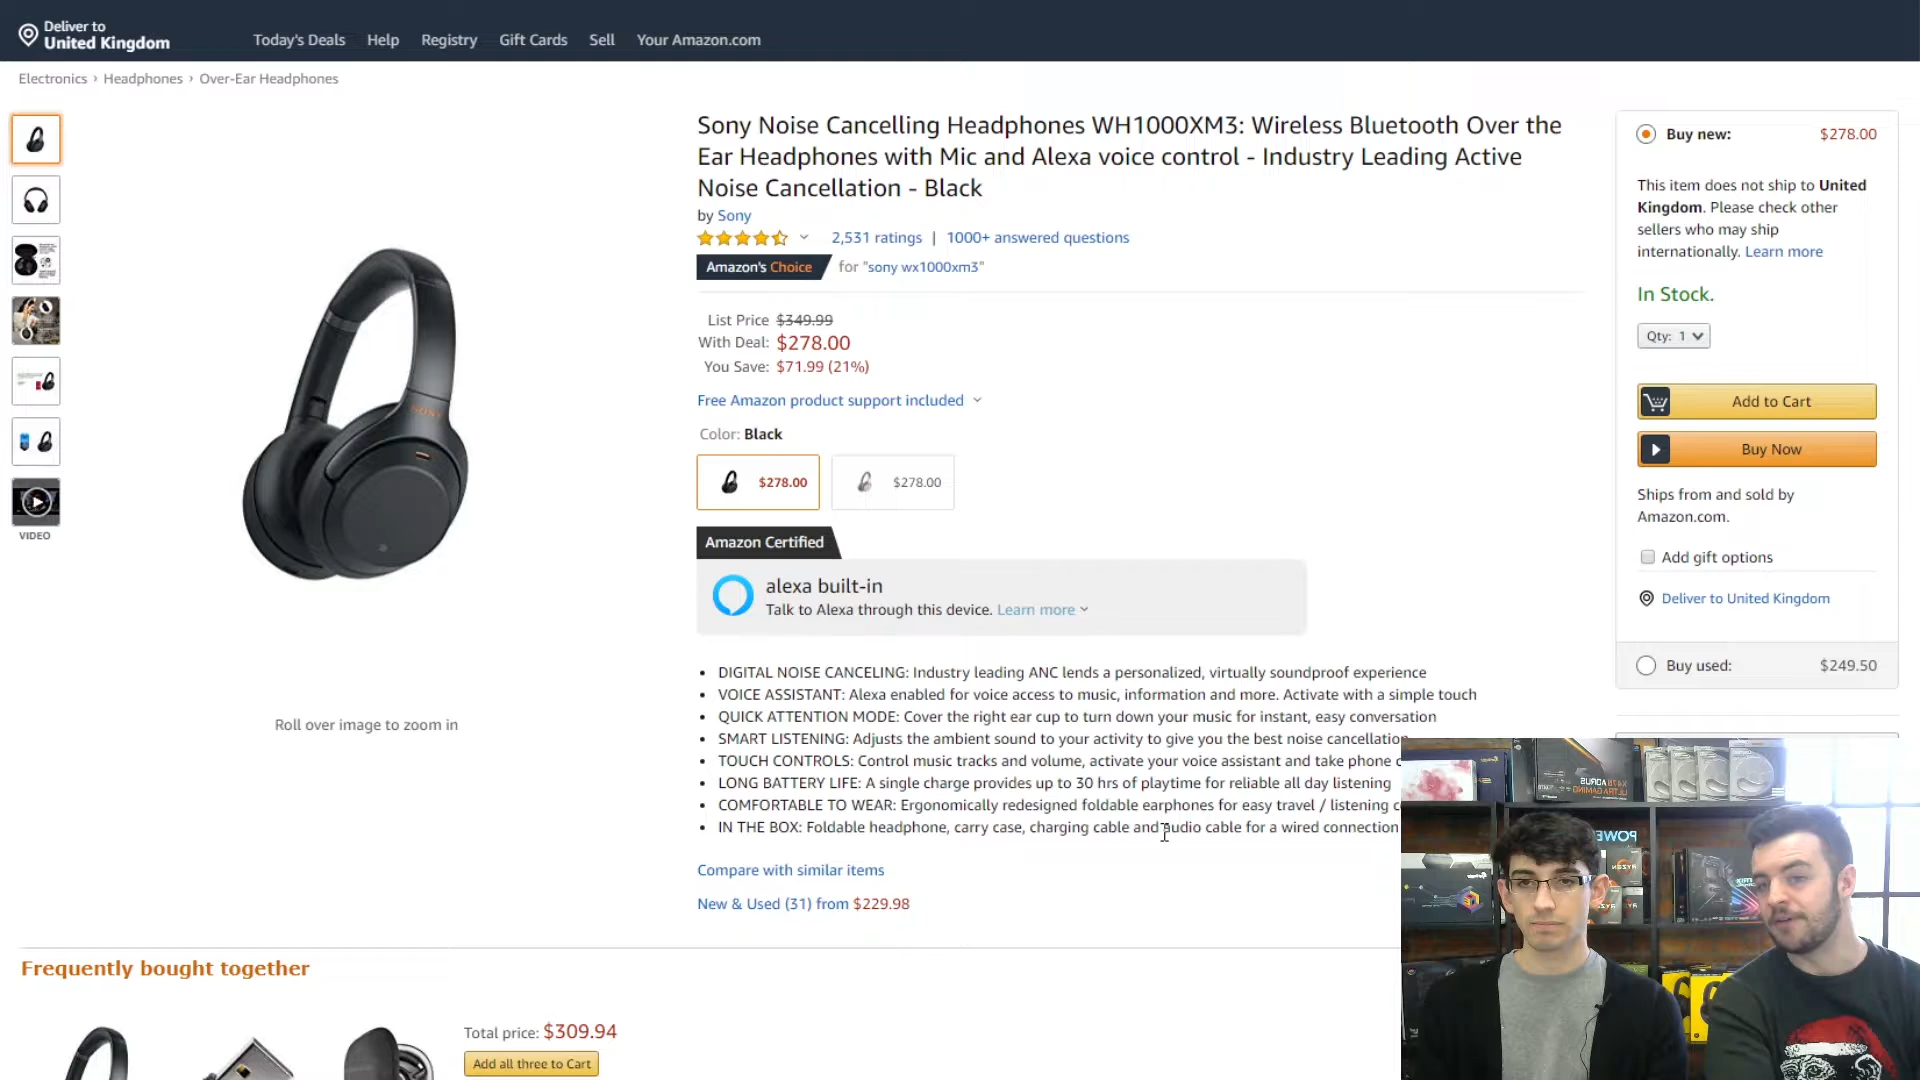 Deliver to
United Kingdom
Today's Deals Help Registry Gift Cards Sell Your Amazon.com
Electronics › Headphones › Over-Ear Headphones
VIDEO
SONY
Roll over image to zoom in
Sony Noise Cancelling Headphones WH1000XM3: Wireless Bluetooth Over the
Ear Headphones with Mic and Alexa voice control - Industry Leading Active
Noise Cancellation - Black
by Sony
2,531 ratings | 1000+ answered questions
Amazon's Choice for "sony wx1000xm3"
List Price $349.99
With Deal: $278.00
You Save: $71.99 (21%)
Free Amazon product support included
Color: Black
$278.00 $278.00
Amazon Certified
alexa built-in
Talk to Alexa through this device. Learn more
• DIGITAL NOISE CANCELING: Industry leading ANC lends a personalized, virtually soundproof experience
• VOICE ASSISTANT: Alexa enabled for voice access to music, information and more. Activate with a simple touch
• QUICK ATTENTION MODE: Cover the right ear cup to turn down your music for instant, easy conversation
• SMART LISTENING: Adjusts the ambient sound to your activity to give you the best noise cancellation
• TOUCH CONTROLS: Control music tracks and volume, activate your voice assistant and take phone
• LONG BATTERY LIFE: A single charge provides up to 30 hrs of playtime for reliable all day listening
• COMFORTABLE TO WEAR: Ergonomically redesigned foldable earphones for easy travel / listening
• IN THE BOX: Foldable headphone, carry case, charging cable and audio cable for a wired connection
Compare with similar items
New & Used (31) from $229.98
Buy new: $278.00
This item does not ship to United
Kingdom. Please check other
sellers who may ship
internationally. Learn more
In Stock.
Qty: 1
Add to Cart
Buy Now
Ships from and sold by
Amazon.com.
Add gift options
Deliver to United Kingdom
Buy used: $249.50
Frequently bought together
Total price: $309.94
Add all three to Cart
X470 AORUS
ULTRA GAMING
POWE
RYZEN